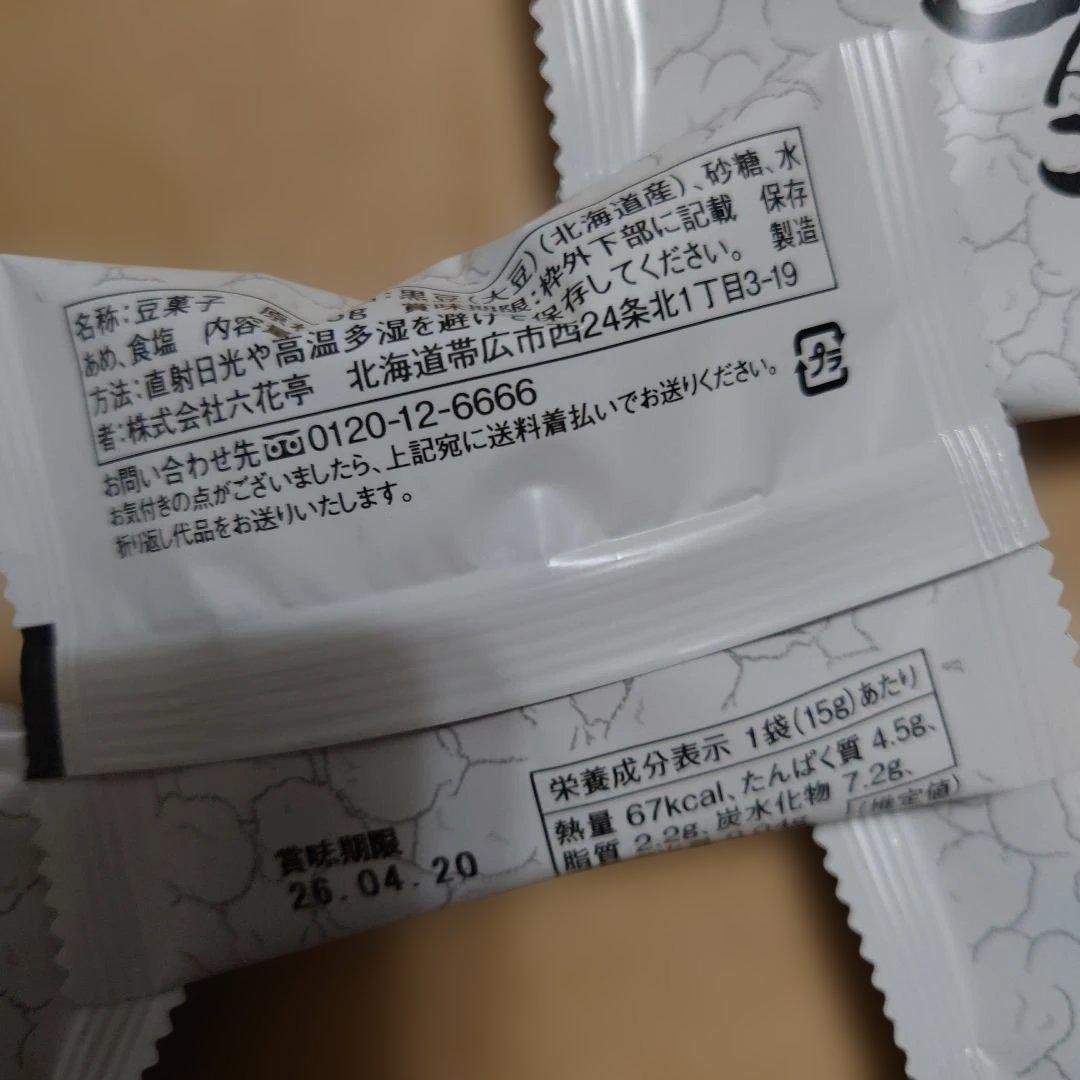 名称:豆菓子 :黒豆(大豆)(北海道産)、砂糖、水
あめ、食塩 内容 賞味期限:枠外下部に記載 保存
方法:直射日光や高温多湿を避けて保存してください。 製造
者:株式会社六花亭 北海道帯広市西24条北1丁目3-19
お問い合わせ先 0120-12-6666
お気付きの点がございましたら、上記宛に送料着払いでお送りください。
折り返し代品をお送りいたします。
プラ
栄養成分表示 1袋(15g)あたり
熱量 67kcal、たんぱく質 4.5g、
脂質 2.2g、炭水化物 7.2g、
(推定値)
賞味期限
26.04.20